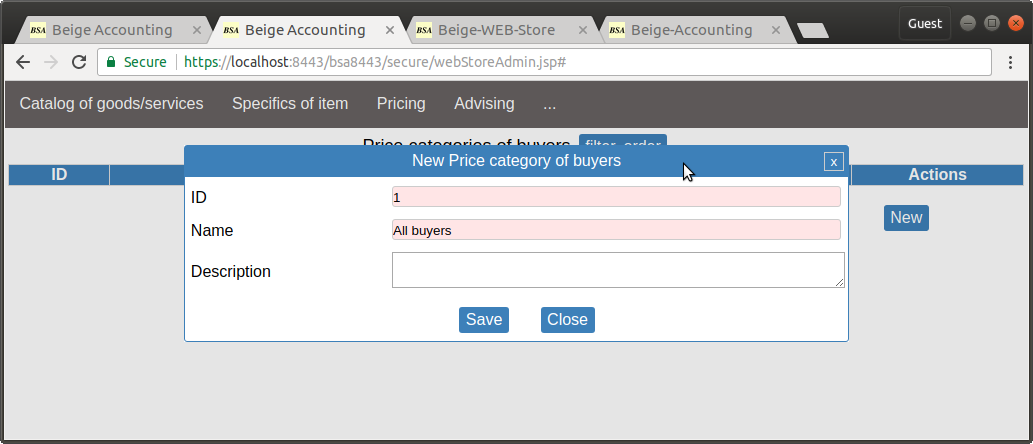 BSA Beige Accounting
BSA Beige Accounting
BSA Beige-WEB-Store
BSA Beige-Accounting
Guest
Secure https://localhost:8443/bsa8443/secure/webStoreAdmin.jsp#
Catalog of goods/services Specifics of item Pricing Advising ...
Price categories of buyers filter, order
New Price category of buyers x
ID Actions
ID 1
New
Name All buyers
Description
Save Close